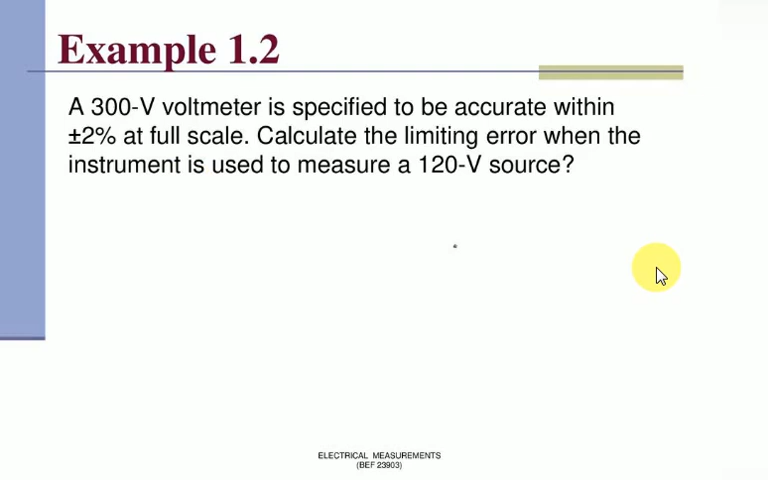 Example 1.2
A 300-V voltmeter is specified to be accurate within
±2% at full scale. Calculate the limiting error when the
instrument is used to measure a 120-V source?
ELECTRICAL MEASUREMENTS
(BEF 23903)